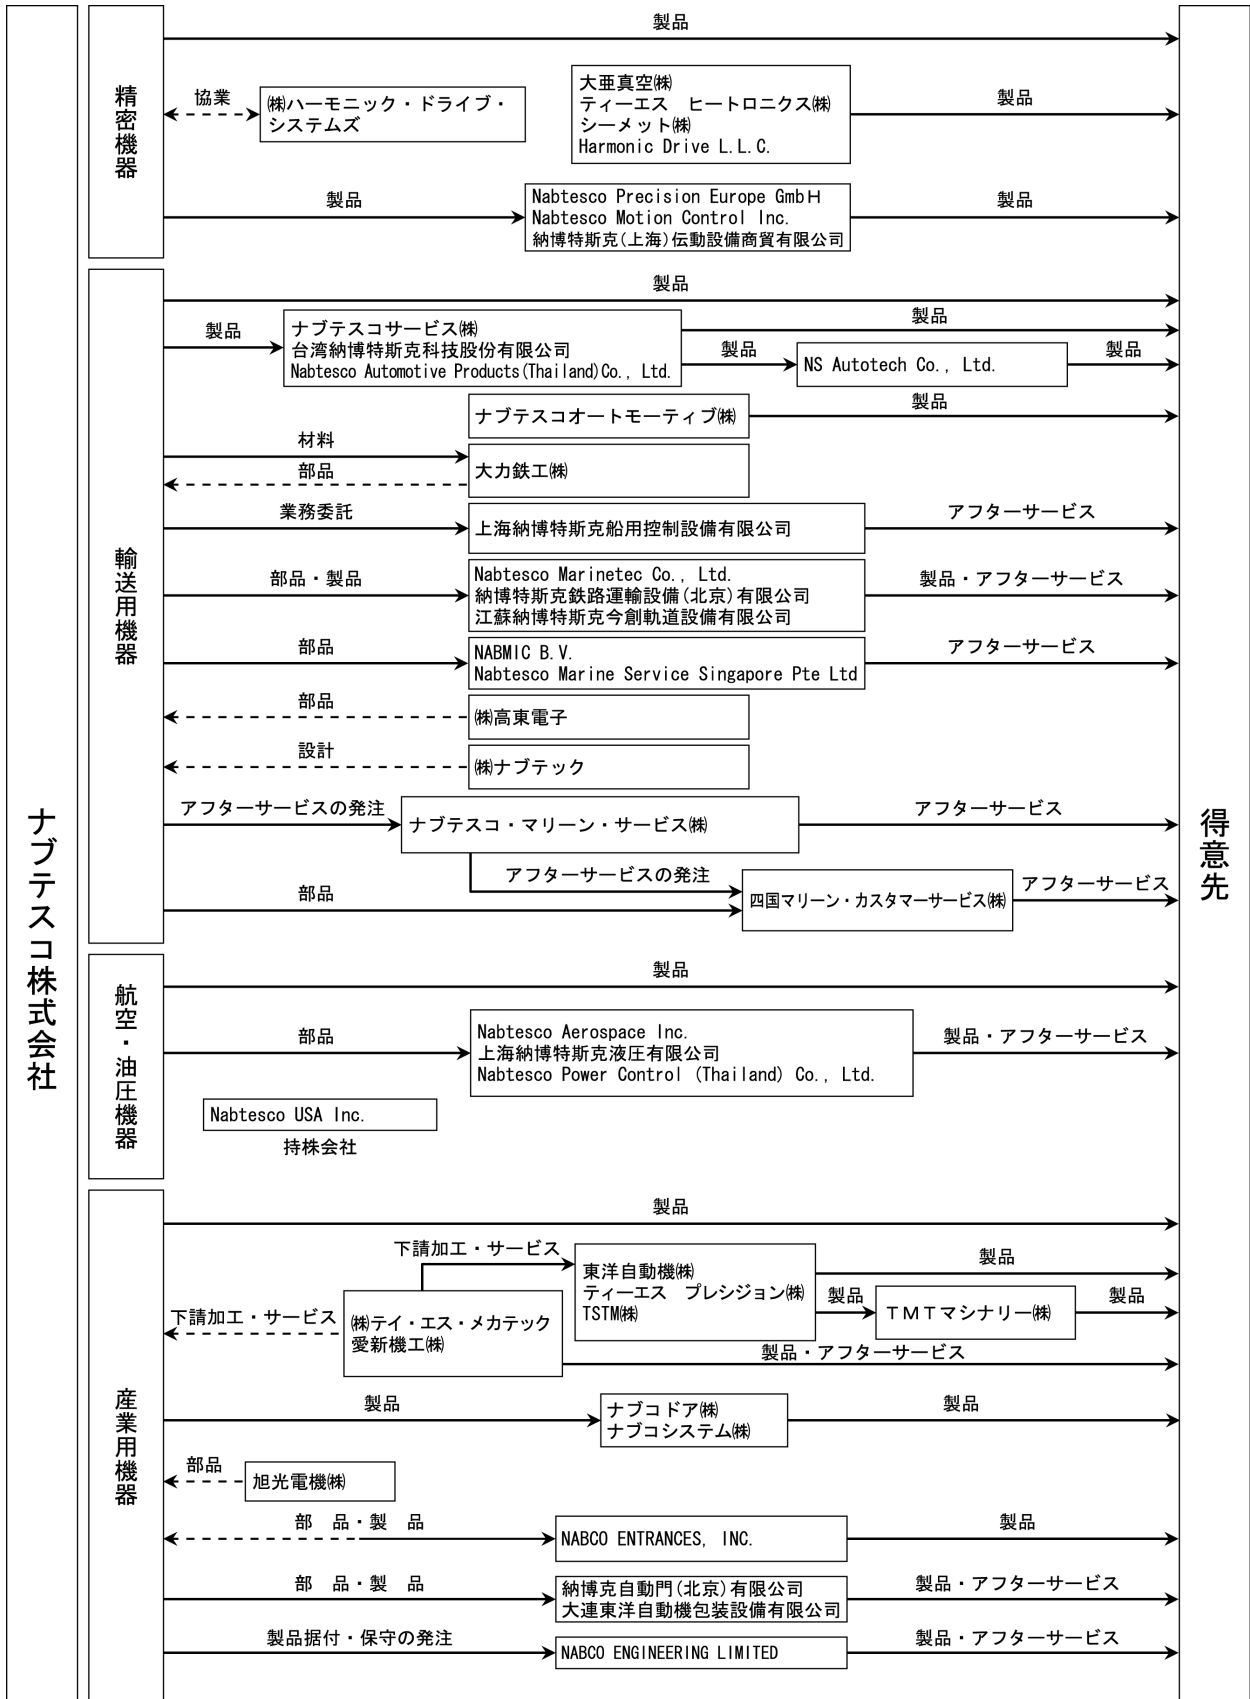 ナブテスコ株式会社
得意先
精密機器
製品
協業
㈱ハーモニック・ドライブ・
システムズ
大亜真空㈱
ティーエス　ヒートロニクス㈱
シーメット㈱
Harmonic Drive L.L.C.
製品
製品
Nabtesco Precision Europe GmbH
Nabtesco Motion Control Inc.
納博特斯克(上海)伝動設備商貿有限公司
製品
輸送用機器
製品
製品
ナブテスコサービス㈱
台湾納博特斯克科技股份有限公司
Nabtesco Automotive Products(Thailand)Co., Ltd.
製品
製品
NS Autotech Co., Ltd.
製品
ナブテスコオートモーティブ㈱
製品
材料
部品
大力鉄工㈱
業務委託
上海納博特斯克船用控制設備有限公司
アフターサービス
部品・製品
Nabtesco Marinetec Co., Ltd.
納博特斯克鉄路運輸設備(北京)有限公司
江蘇納博特斯克今創軌道設備有限公司
製品・アフターサービス
部品
NABMIC B.V.
Nabtesco Marine Service Singapore Pte Ltd
アフターサービス
部品
㈱高東電子
設計
㈱ナブテック
アフターサービスの発注
ナブテスコ・マリーン・サービス㈱
アフターサービス
アフターサービスの発注
部品
四国マリーン・カスタマーサービス㈱
アフターサービス
航空・油圧機器
製品
部品
Nabtesco Aerospace Inc.
上海納博特斯克液圧有限公司
Nabtesco Power Control (Thailand) Co., Ltd.
製品・アフターサービス
Nabtesco USA Inc.
持株会社
産業用機器
製品
下請加工・サービス
東洋自動機㈱
ティーエス　プレシジョン㈱
TSTM㈱
製品
製品
ＴＭＴマシナリー㈱
製品
下請加工・サービス
㈱テイ・エス・メカテック
愛新機工㈱
製品・アフターサービス
製品
ナブコドア㈱
ナブコシステム㈱
製品
部品
旭光電機㈱
部　品・製　品
NABCO ENTRANCES, INC.
製品
部　品・製　品
納博克自動門(北京)有限公司
大連東洋自動機包装設備有限公司
製品・アフターサービス
製品据付・保守の発注
NABCO ENGINEERING LIMITED
製品・アフターサービス